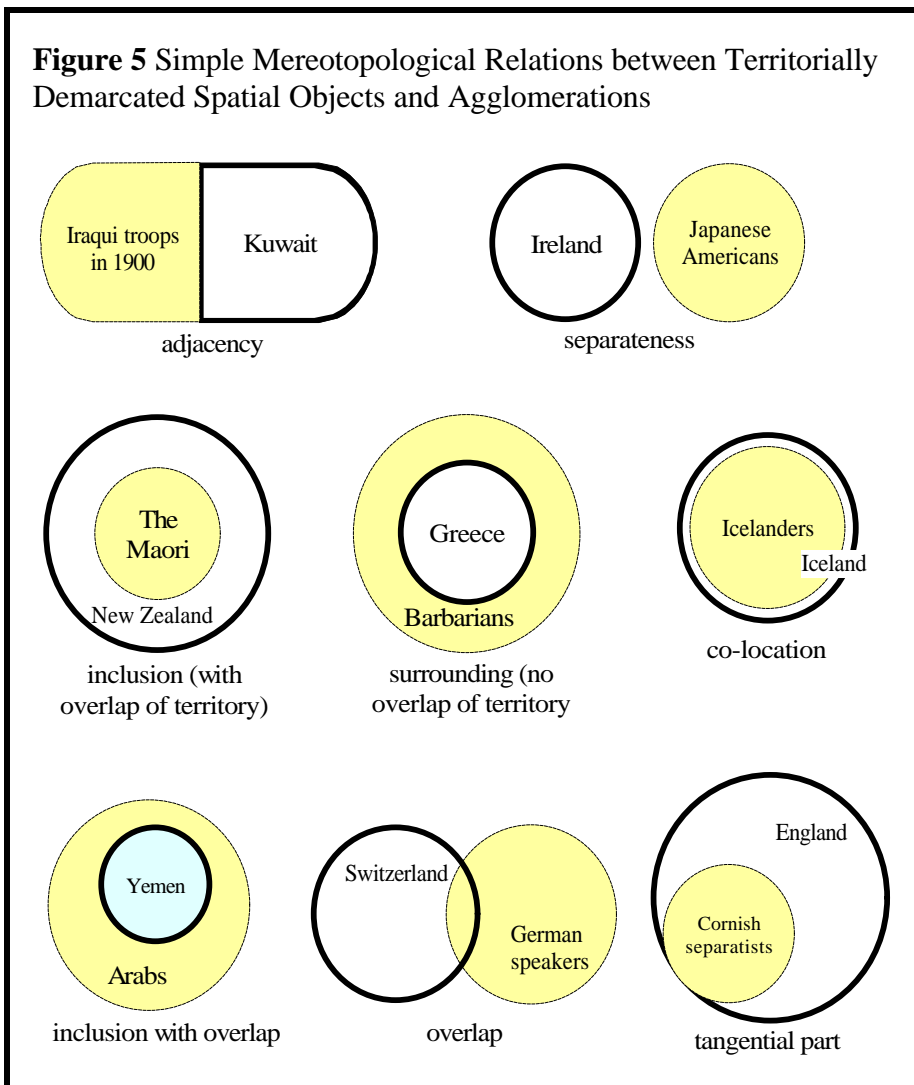 Figure 5 Simple Mereotopological Relations between Territorially
Demarcated Spatial Objects and Agglomerations
Iraqui troops
in 1900
Kuwait
adjacency
Ireland
Japanese
Americans
separateness
The
Maori
New Zealand
inclusion (with
overlap of territory)
Greece
Barbarians
surrounding (no
overlap of territory
Icelanders
Iceland
co-location
Yemen
Arabs
inclusion with overlap
Switzerland
German
speakers
overlap
England
Cornish
separatists
tangential part